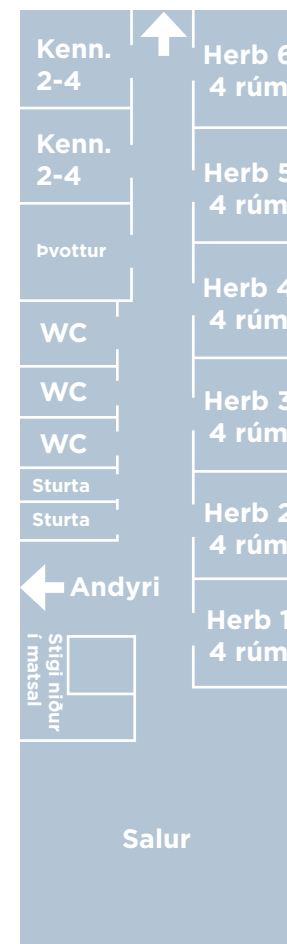 Kenn.
2-4
Herb 6
4 rúm
Kenn.
2-4
Herb 5
4 rúm
Þvottur
Herb 4
4 rúm
WC
WC
Herb 3
4 rúm
WC
Sturta
Sturta
Herb 2
4 rúm
Andyri
Herb 1
4 rúm
Stigi niður
í matsal
Salur